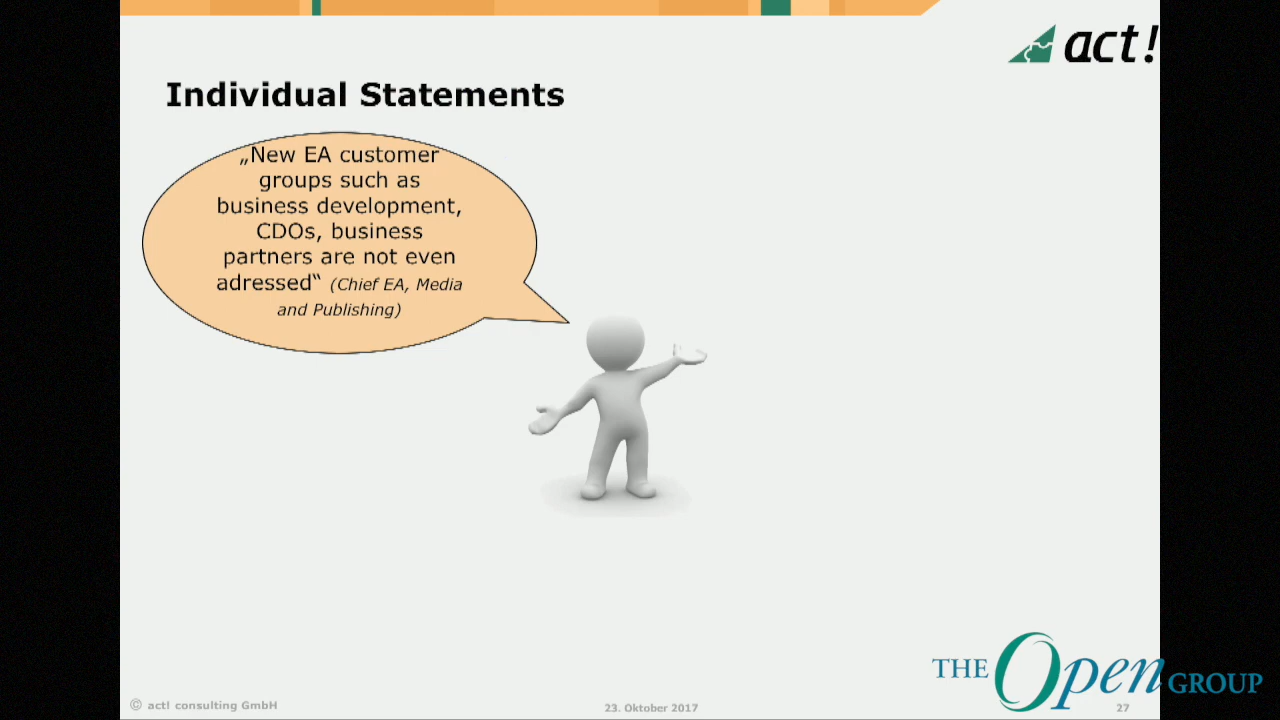 act!
Individual Statements
„New EA customer
groups such as
business development,
CDOs, business
partners are not even
adressed“ (Chief EA, Media
and Publishing)
THE Open GROUP
© act! consulting GmbH
23. Oktober 2017
27